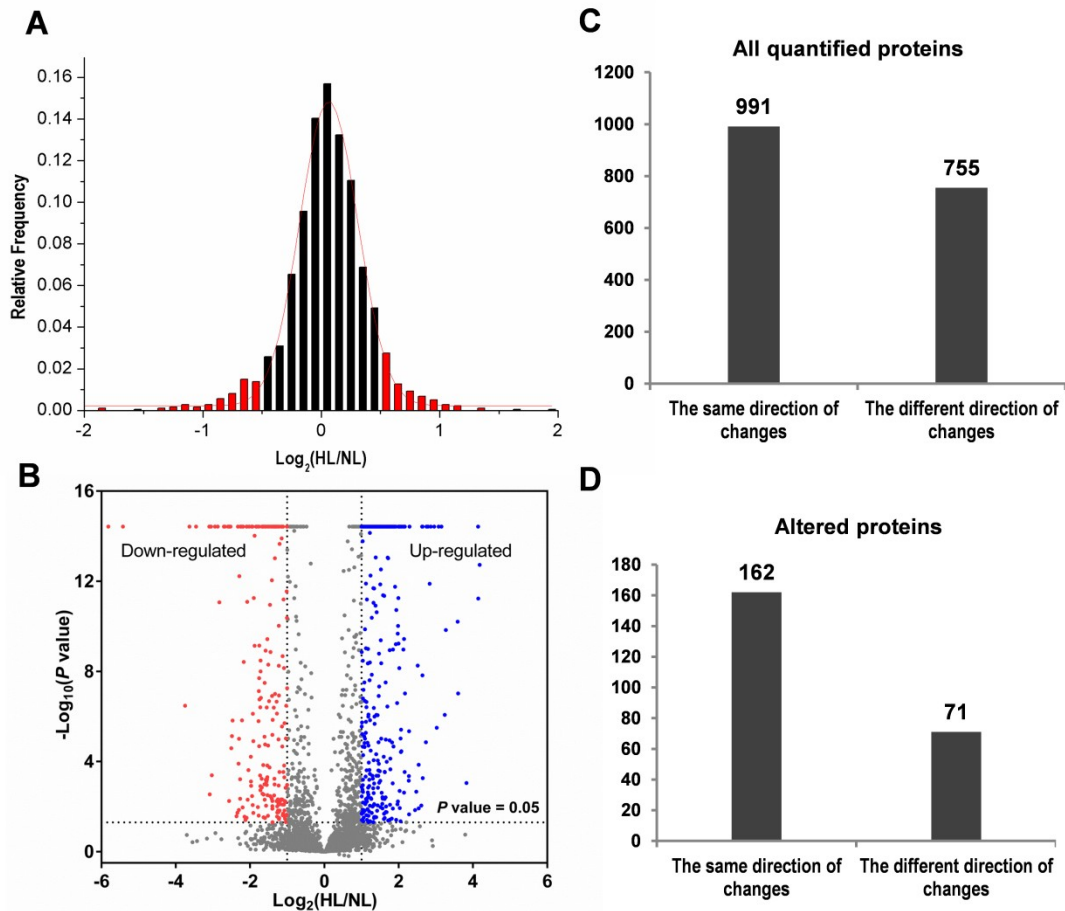 A
0.16
0.14
0.12
0.10
0.08
0.06
0.04
0.02
0.00
Relative Frequency
-2
-1
0
1
2
Log2(HL/NL)
B
16
12
8
4
0
-Log10(P value)
Down-regulated
Up-regulated
P value = 0.05
-6
-4
-2
0
2
4
6
Log2(HL/NL)
C
All quantified proteins
1200
1000
800
600
400
200
0
991
755
The same direction of
changes
The different direction of
changes
D
Altered proteins
180
160
140
120
100
80
60
40
20
0
162
71
The same direction of
changes
The different direction of
changes